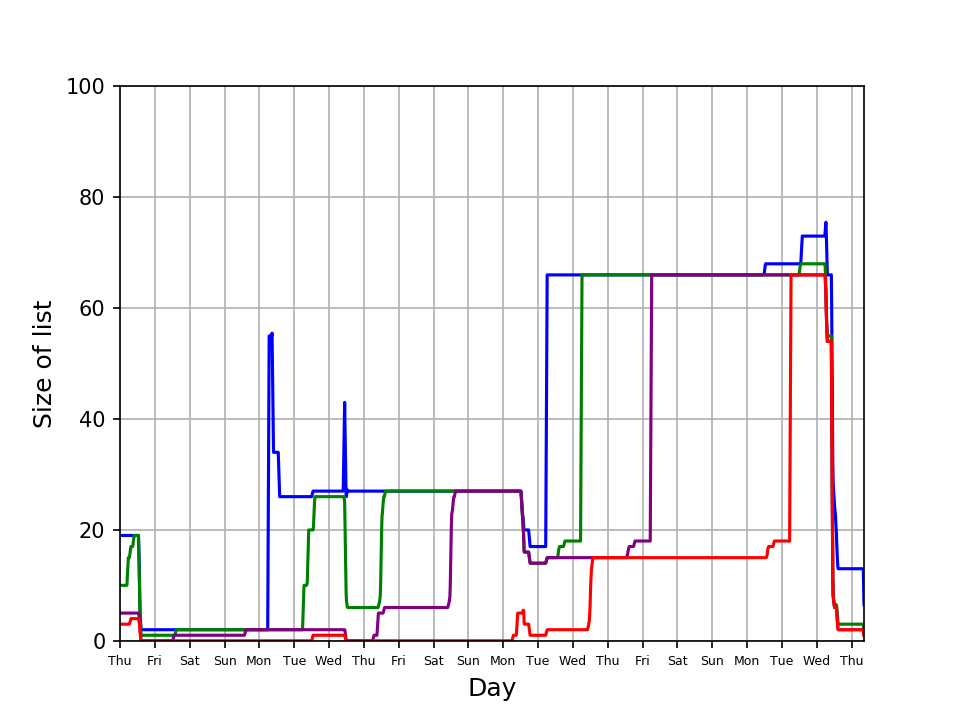 100
80
60
40
20
0
Size of list
Thu Fri Sat Sun Mon Tue Wed Thu Fri Sat Sun Mon Tue Wed Thu Fri Sat Sun Mon Tue Wed Thu
Day